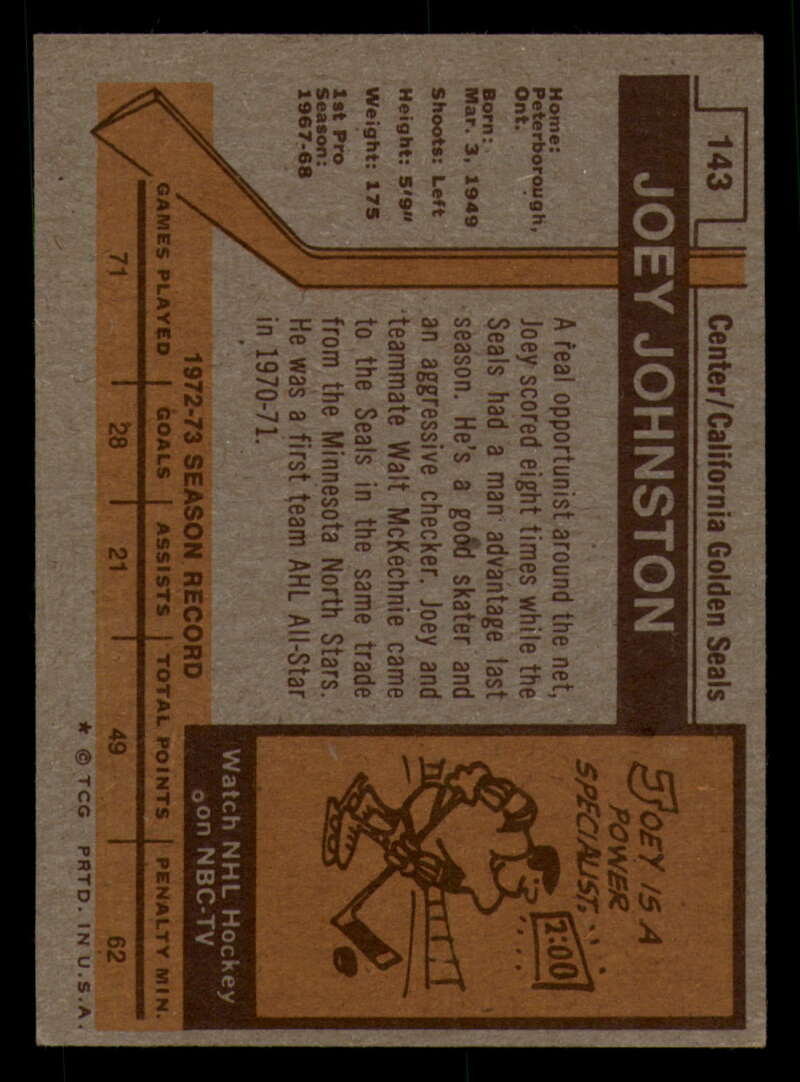 143
Center/California Golden Seals
JOEY JOHNSTON
Home:
Peterborough,
Ont.
Born:
Mar. 3, 1949
Shoots: Left
Height: 5'9"
Weight: 175
1st Pro
Season:
1967-68
A real opportunist around the net,
Joey scored eight times while the
Seals had a man advantage last
season. He's a good skater and
an aggressive checker. Joey and
teammate Walt McKechnie came
to the Seals in the same trade
from the Minnesota North Stars.
He was a first team AHL All-Star
in 1970-71.
JOEY IS A
POWER
SPECIALIST.
2:00
Watch NHL Hockey
on NBC-TV
1972-73 SEASON RECORD
GAMES PLAYED GOALS ASSISTS TOTAL POINTS PENALTY MIN.
71 28 21 49 62
* © TCG PRTD. IN U.S.A.